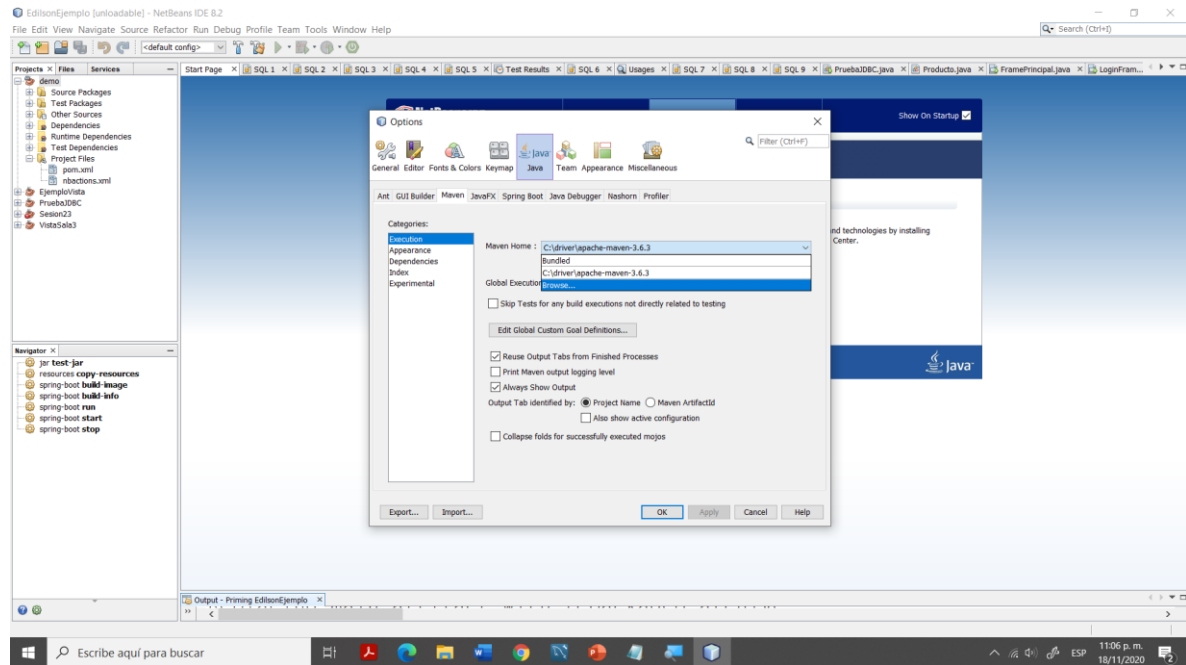 EdilsonEjemplo [unloadable] - NetBeans IDE 8.2
File Edit View Navigate Source Refactor Run Debug Profile Team Tools Window Help
Search (Ctrl+I)
<default config>
Projects Files Services
Start Page SQL 1 SQL 2 SQL 3 SQL 4 SQL 5 Test Results SQL 6 Usages SQL 7 SQL 8 SQL 9 PruebaJDBC.java Producto.java FramePrincipal.java LoginFram...
demo
Source Packages
Test Packages
Other Sources
Dependencies
Runtime Dependencies
Test Dependencies
Project Files
pom.xml
nbactions.xml
EjemploVista
PruebaJDBC
Sesion23
VistaSala3
Show On Startup
Options
Filter (Ctrl+F)
General Editor Fonts & Colors Keymap Java Team Appearance Miscellaneous
Ant GUI Builder Maven JavaFX Spring Boot Java Debugger Nashorn Profiler
Categories:
Execution
Appearance
Dependencies
Index
Experimental
Maven Home : C:\driver\apache-maven-3.6.3
Bundled
C:\driver\apache-maven-3.6.3
Global Execution
Browse...
Skip Tests for any build executions not directly related to testing
Edit Global Custom Goal Definitions...
Reuse Output Tabs from Finished Processes
Print Maven output logging level
Always Show Output
Output Tab identified by: Project Name Maven ArtifactId
Also show active configuration
Collapse folds for successfully executed mojos
Export... Import... OK Apply Cancel Help
nd technologies by installing
Center.
Java
Navigator
jar test-jar
resources copy-resources
spring-boot build-image
spring-boot build-info
spring-boot run
spring-boot start
spring-boot stop
Output - Priming EdilsonEjemplo
Escribe aquí para buscar
ESP
11:06 p. m.
18/11/2020